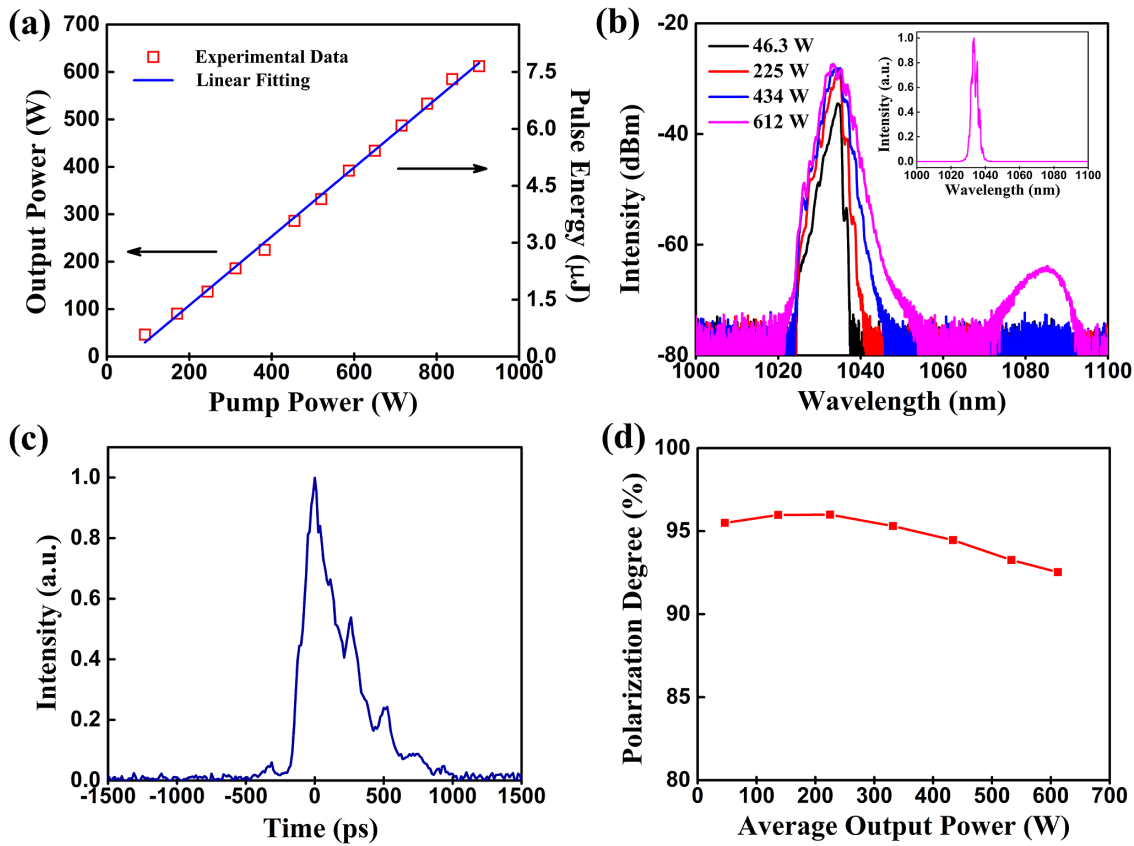 (a)
700
600
500
400
300
200
100
0
Output Power (W)
Experimental Data
Linear Fitting
7.5
6.0
4.5
3.0
1.5
0.0
Pulse Energy (μJ)
0 200 400 600 800 1000
Pump Power (W)
(b)
-20
-40
-60
-80
Intensity (dBm)
46.3 W
225 W
434 W
612 W
1.0
0.8
0.6
0.4
0.2
0.0
Intensity (a.u.)
1000 1020 1040 1060 1080 1100
Wavelength (nm)
1000 1020 1040 1060 1080 1100
Wavelength (nm)
(c)
1.0
0.8
0.6
0.4
0.2
0.0
Intensity (a.u.)
-1500 -1000 -500 0 500 1000 1500
Time (ps)
(d)
100
95
90
85
80
Polarization Degree (%)
0 100 200 300 400 500 600 700
Average Output Power (W)